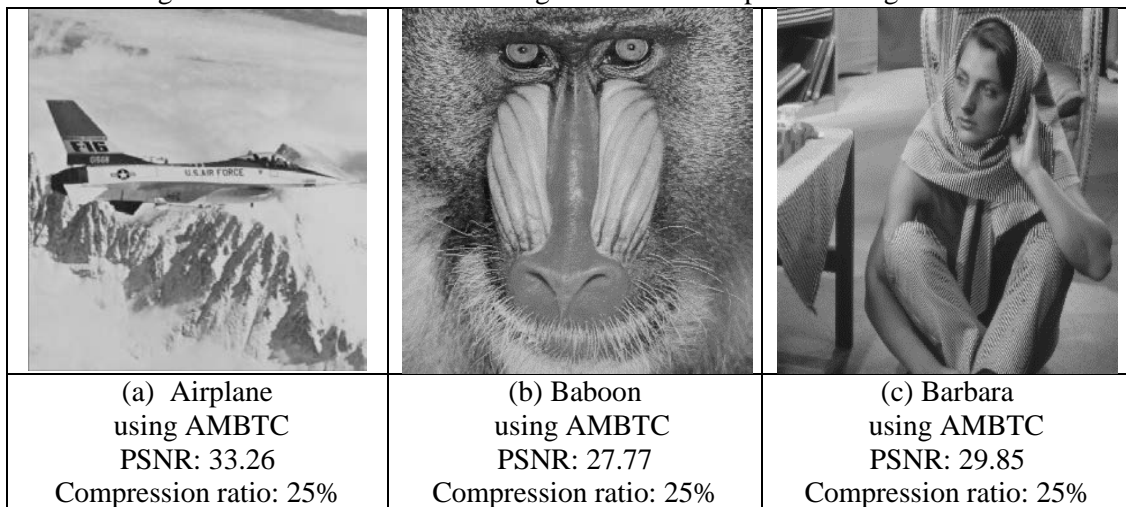 F-16
U.S. AIR FORCE
(a) Airplane
using AMBTC
PSNR: 33.26
Compression ratio: 25%
(b) Baboon
using AMBTC
PSNR: 27.77
Compression ratio: 25%
(c) Barbara
using AMBTC
PSNR: 29.85
Compression ratio: 25%